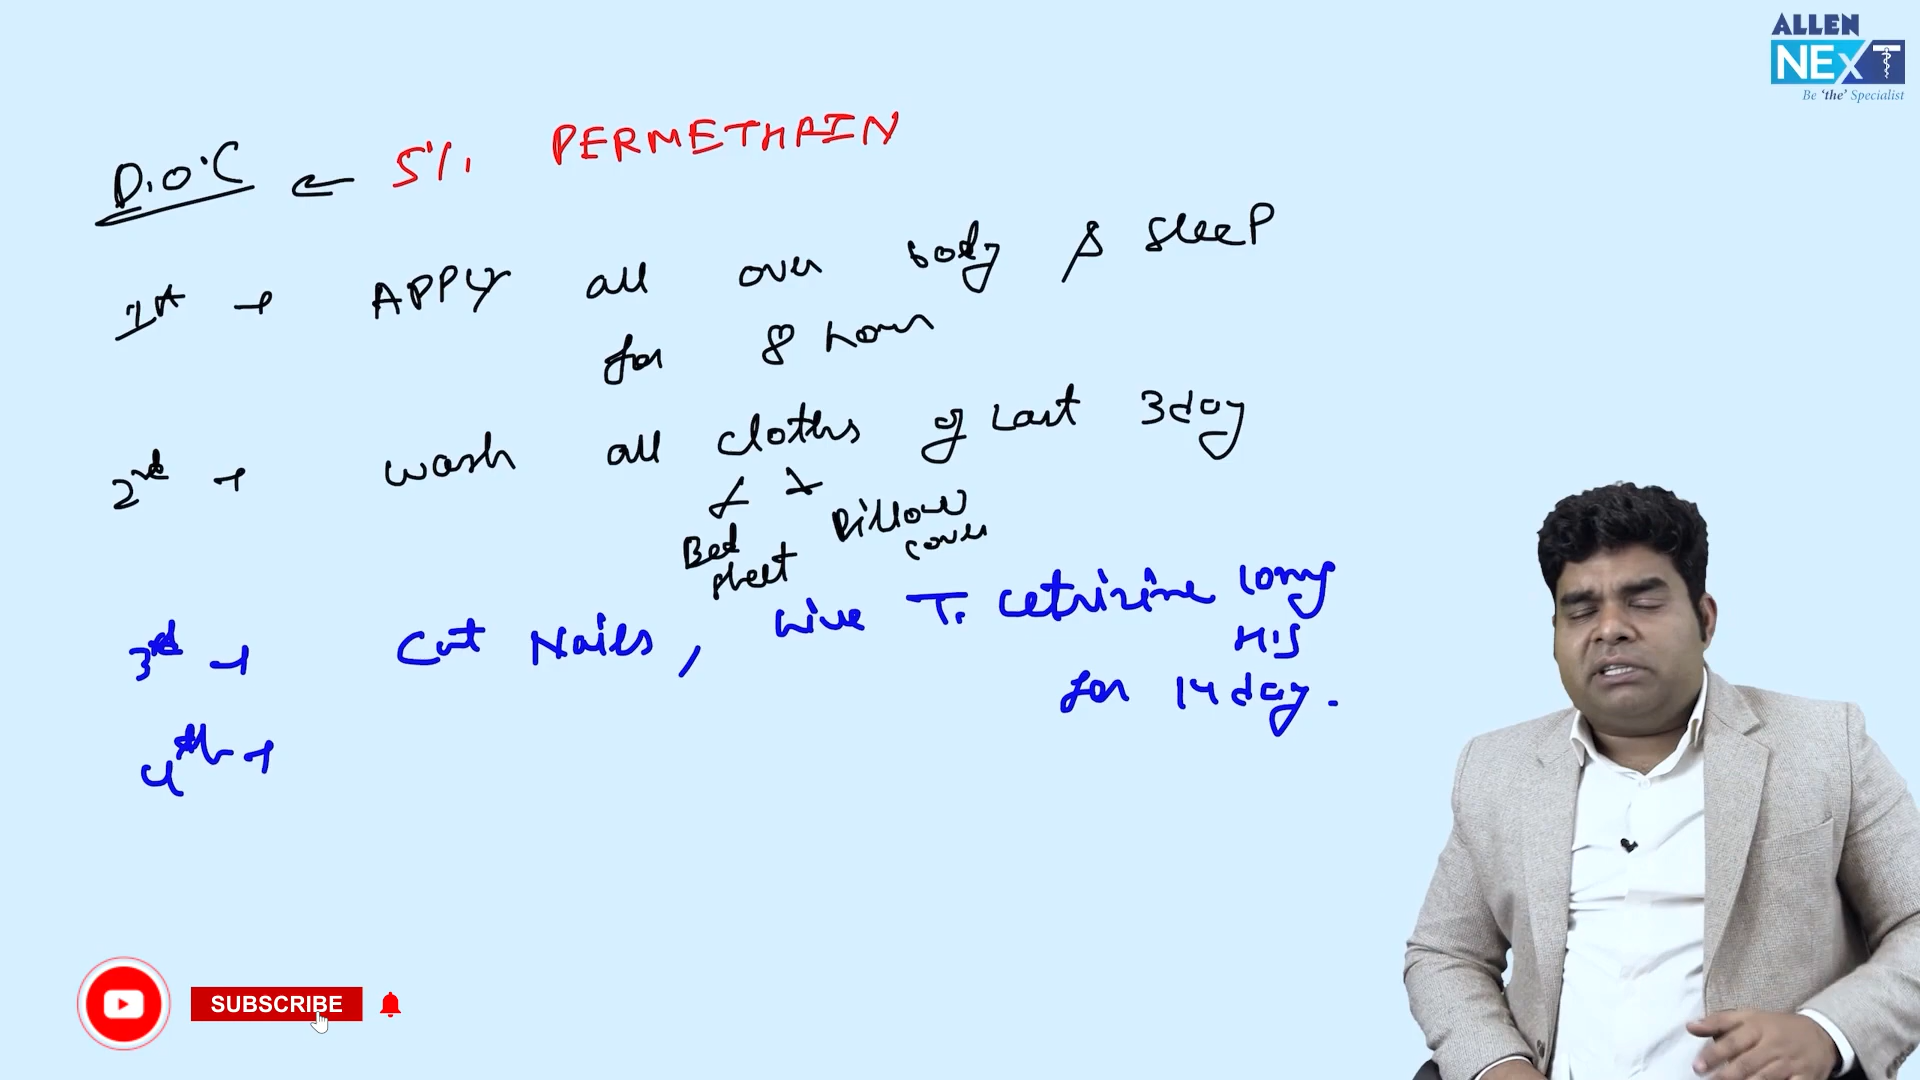 ALLEN
NEXT
Be 'the' Specialist
D.O.C ← 5% PERMETHRIN
1st → APPLY all over body & sleep
for 8 hour
2nd → wash all cloths of last 3 day
Bed sheet
Pillow cover
3rd → Cut Nails, Give T. cetrizine 10mg
H.S
for 14 day.
4th →
SUBSCRIBE